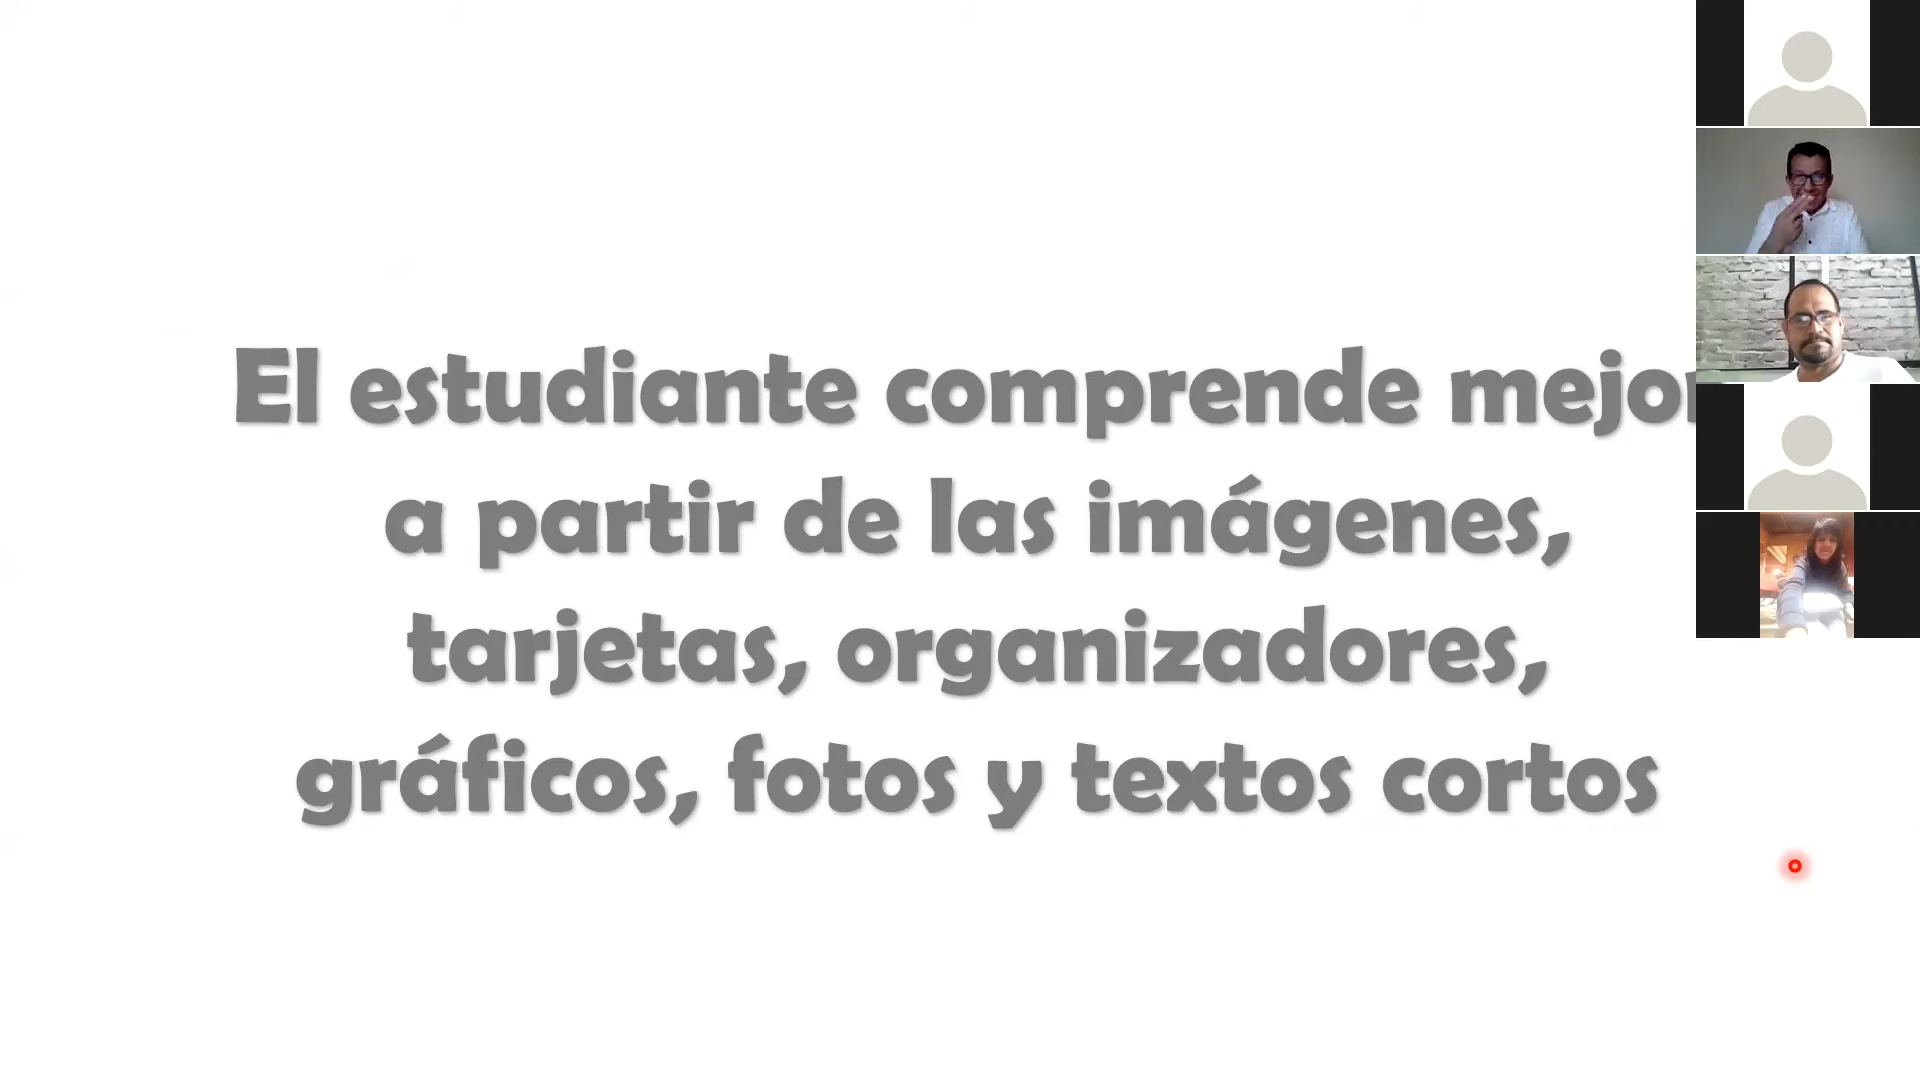 El estudiante comprende mejor
a partir de las imágenes,
tarjetas, organizadores,
gráficos, fotos y textos cortos